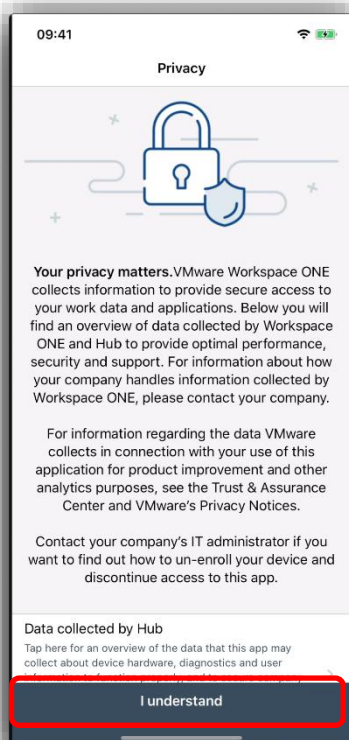 09:41
Privacy
Your privacy matters.VMware Workspace ONE
collects information to provide secure access to
your work data and applications. Below you will
find an overview of data collected by Workspace
ONE and Hub to provide optimal performance,
security and support. For information about how
your company handles information collected by
Workspace ONE, please contact your company.
For information regarding the data VMware
collects in connection with your use of this
application for product improvement and other
analytics purposes, see the Trust & Assurance
Center and VMware's Privacy Notices.
Contact your company's IT administrator if you
want to find out how to un-enroll your device and
discontinue access to this app.
Data collected by Hub
Tap here for an overview of the data that this app may
collect about device hardware, diagnostics and user
I understand